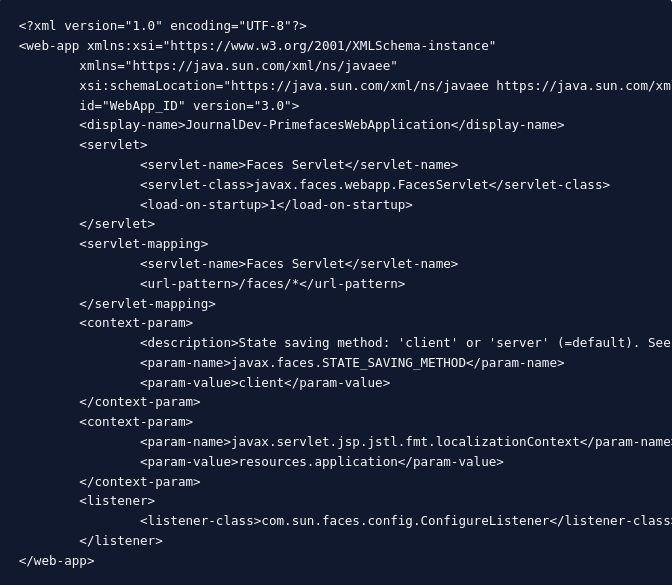 <?xml version="1.0" encoding="UTF-8"?>
<web-app xmlns:xsi="https://www.w3.org/2001/XMLSchema-instance"
        xmlns="https://java.sun.com/xml/ns/javaee"
        xsi:schemaLocation="https://java.sun.com/xml/ns/javaee https://java.sun.com/xm
        id="WebApp_ID" version="3.0">
        <display-name>JournalDev-PrimefacesWebApplication</display-name>
        <servlet>
                <servlet-name>Faces Servlet</servlet-name>
                <servlet-class>javax.faces.webapp.FacesServlet</servlet-class>
                <load-on-startup>1</load-on-startup>
        </servlet>
        <servlet-mapping>
                <servlet-name>Faces Servlet</servlet-name>
                <url-pattern>/faces/*</url-pattern>
        </servlet-mapping>
        <context-param>
                <description>State saving method: 'client' or 'server' (=default). See
                <param-name>javax.faces.STATE_SAVING_METHOD</param-name>
                <param-value>client</param-value>
        </context-param>
        <context-param>
                <param-name>javax.servlet.jsp.jstl.fmt.localizationContext</param-name>
                <param-value>resources.application</param-value>
        </context-param>
        <listener>
                <listener-class>com.sun.faces.config.ConfigureListener</listener-class>
        </listener>
</web-app>